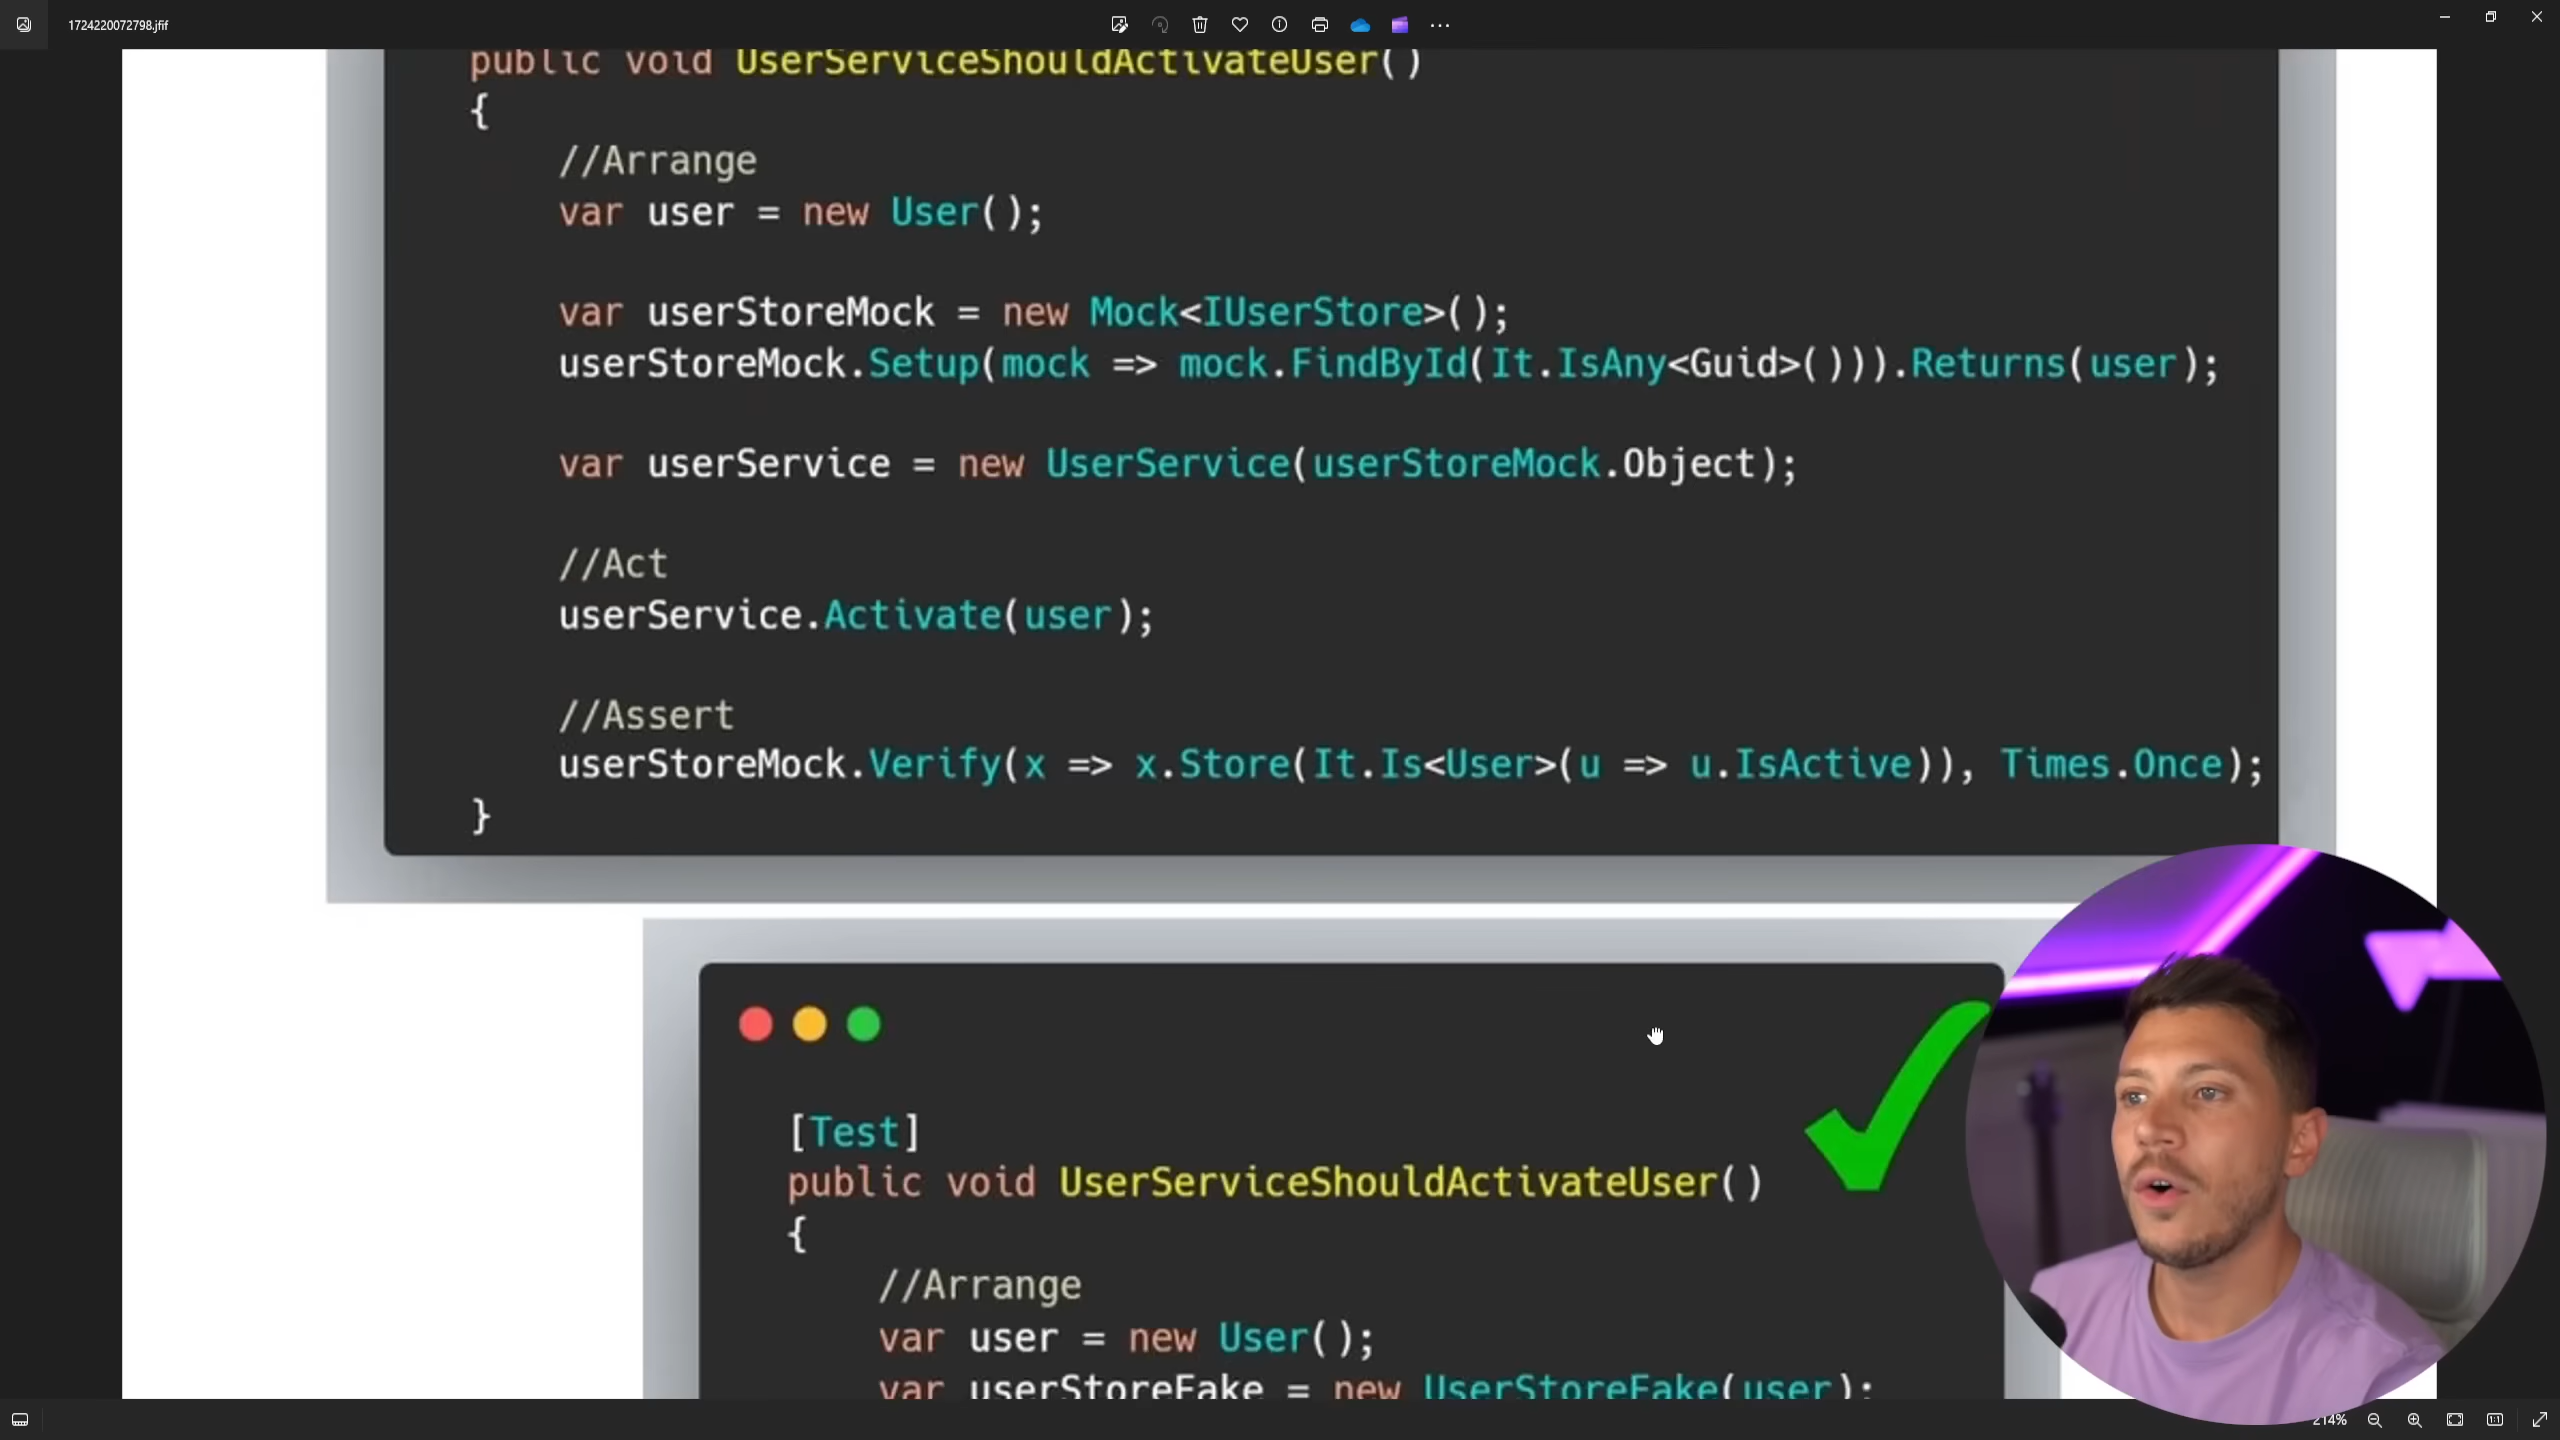 1724220072798.jfif
public void UserServiceShouldActivateUser()
{
//Arrange
var user = new User();
var userStoreMock = new Mock<IUserStore>();
userStoreMock.Setup(mock => mock.FindById(It.IsAny<Guid>())).Returns(user);
var userService = new UserService(userStoreMock.Object);
//Act
userService.Activate(user);
//Assert
userStoreMock.Verify(x => x.Store(It.Is<User>(u => u.IsActive)), Times.Once);
}
[Test]
public void UserServiceShouldActivateUser()
{
//Arrange
var user = new User();
var userStoreFake = new UserStoreFake(user);
214%